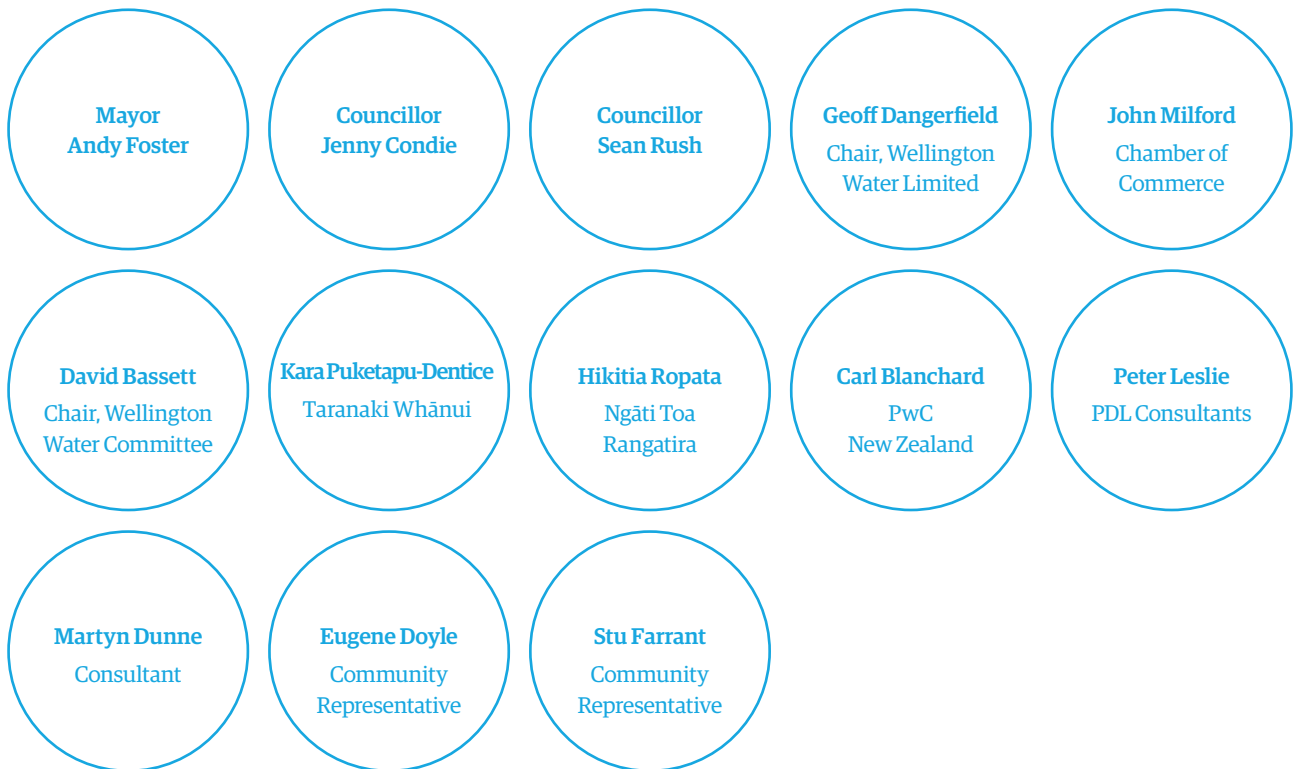 Mayor
Andy Foster
Councillor
Jenny Condie
Councillor
Sean Rush
Geoff Dangerfield
Chair, Wellington
Water Limited
John Milford
Chamber of
Commerce
David Bassett
Chair, Wellington
Water Committee
Kara Puketapu-Dentice
Taranaki Whānui
Hikitia Ropata
Ngāti Toa
Rangatira
Carl Blanchard
PwC
New Zealand
Peter Leslie
PDL Consultants
Martyn Dunne
Consultant
Eugene Doyle
Community
Representative
Stu Farrant
Community
Representative